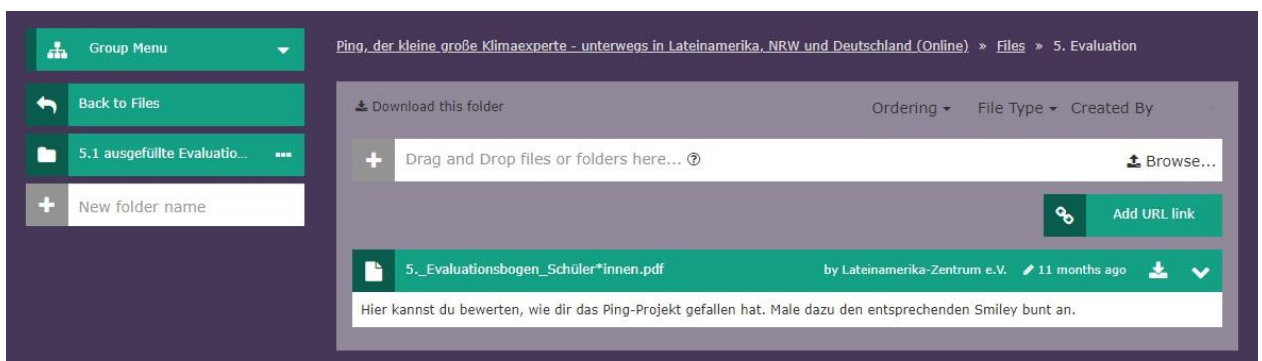 Group Menu
Ping, der kleine große Klimaexperte - unterwegs in Lateinamerika, NRW und Deutschland (Online) » Files » 5. Evaluation
Back to Files
5.1 ausgefüllte Evaluatio...
New folder name
Download this folder
Ordering
File Type
Created By
Drag and Drop files or folders here...
Browse...
Add URL link
5._Evaluationsbogen_Schüler*innen.pdf
by Lateinamerika-Zentrum e.V.
11 months ago
Hier kannst du bewerten, wie dir das Ping-Projekt gefallen hat. Male dazu den entsprechenden Smiley bunt an.